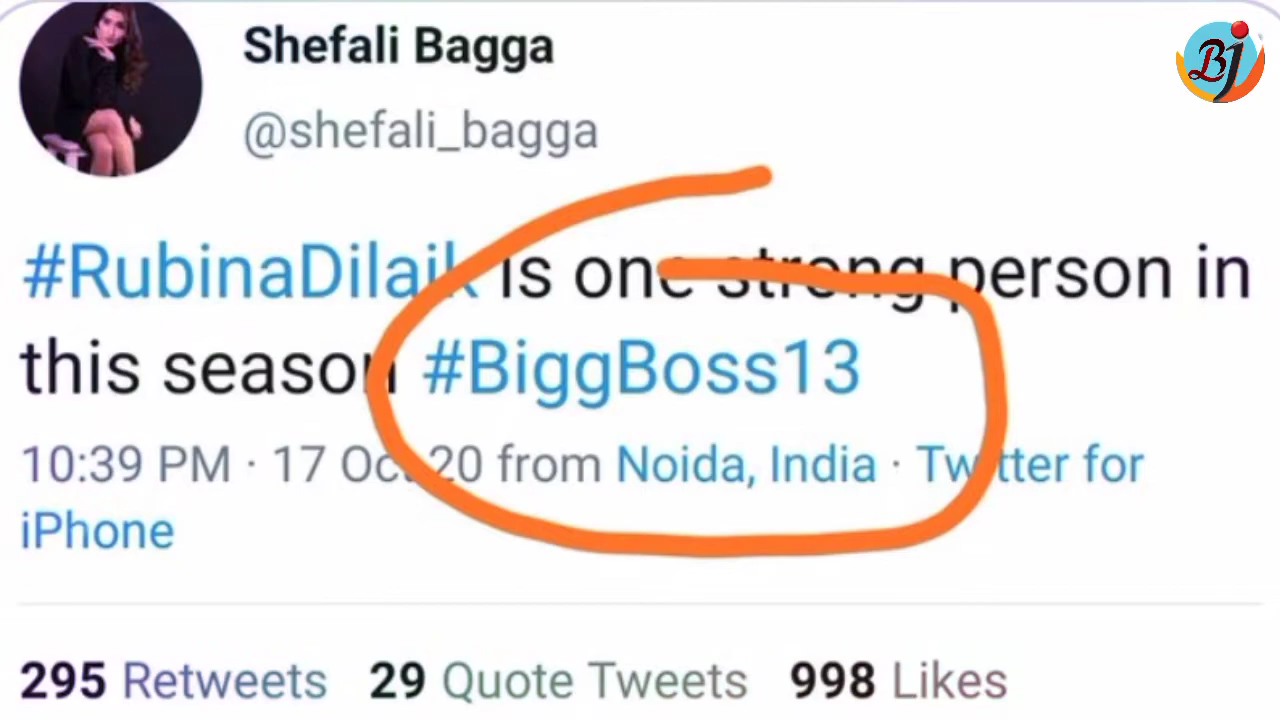 Shefali Bagga
@shefali_bagga
#RubinaDilaik is one strong person in
this season #BiggBoss13
10:39 PM · 17 Oct 20 from Noida, India · Twitter for
iPhone
295 Retweets 29 Quote Tweets 998 Likes
Bj